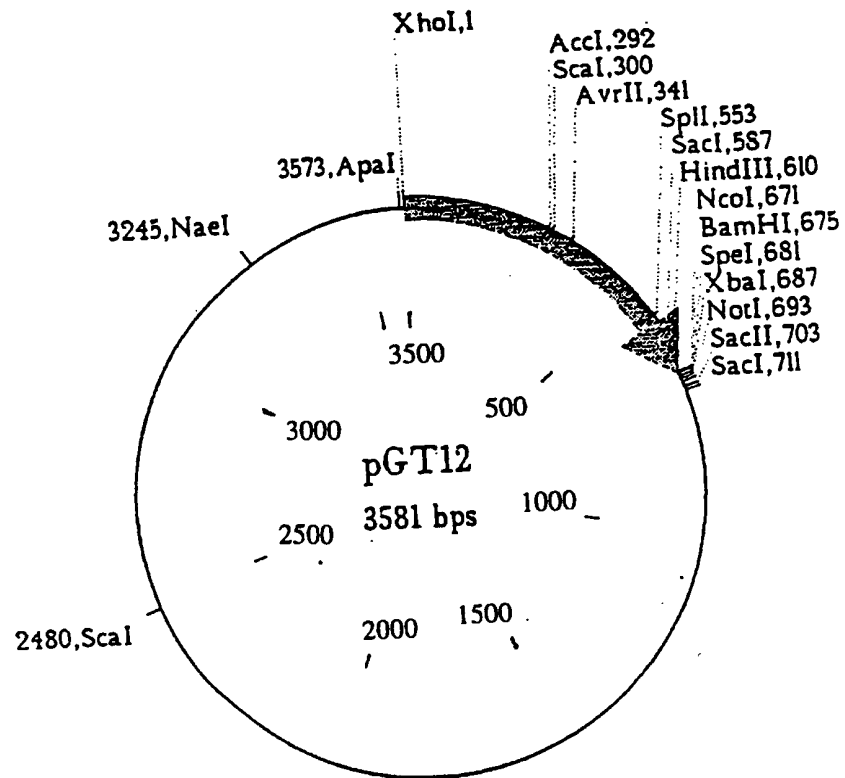 XhoI,1
AccI,292
ScaI,300
AvrII,341
SplI,553
SacI,587
HindIII,610
NcoI,671
BamHI,675
SpeI,681
XbaI,687
NotI,693
SacII,703
SacI,711
3573,ApaI
3245,NaeI
3500
500
3000
pGT12
3581 bps
1000
2500
1500
2000
2480,ScaI